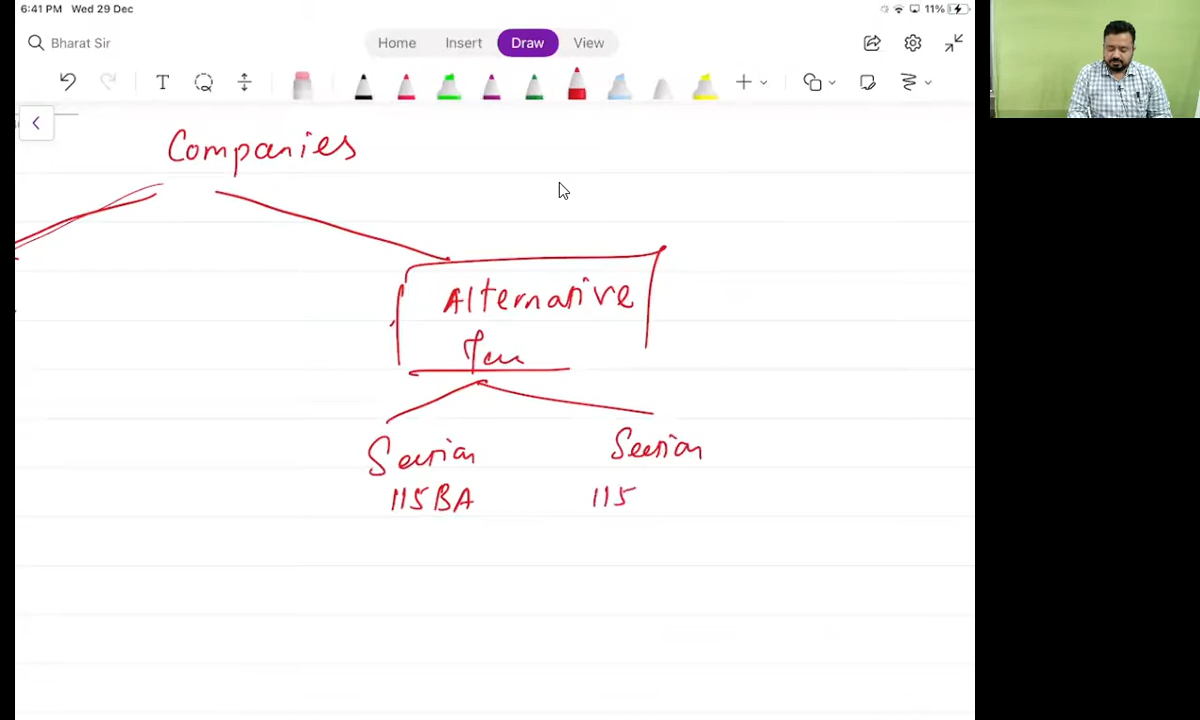 6:41 PM Wed 29 Dec 11%
Bharat Sir
Home Insert Draw View
T
Companies
Alternative
Section Section
115BA 115